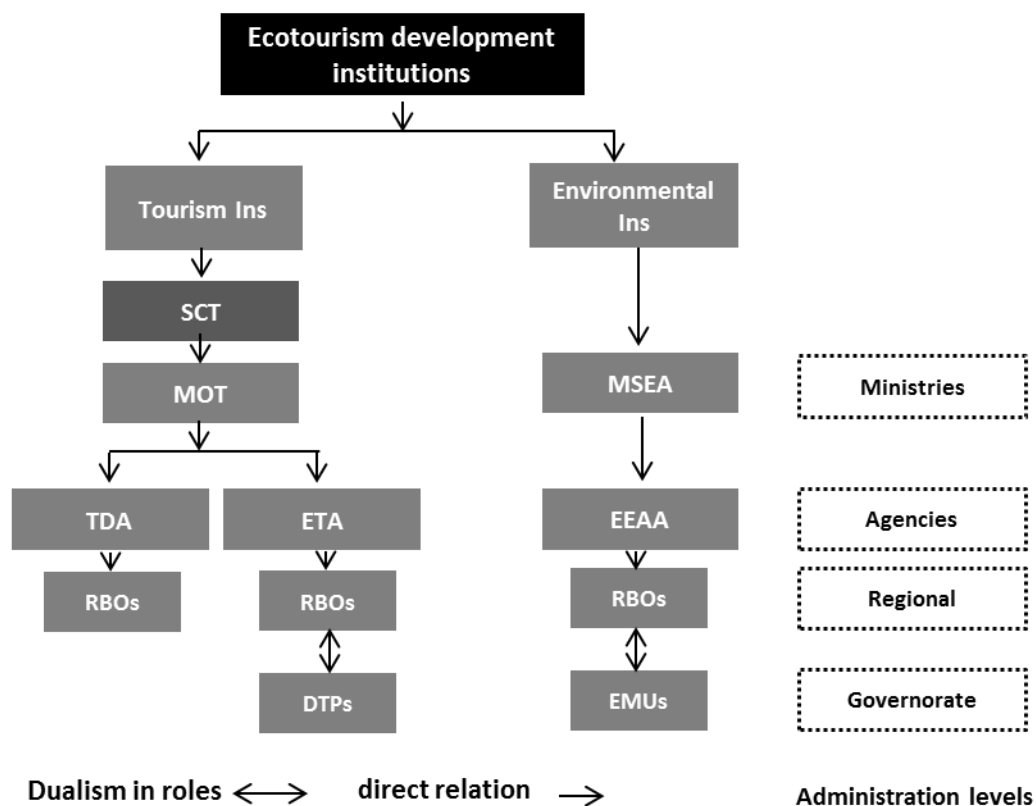 Ecotourism development
institutions
Tourism Ins
Environmental
Ins
SCT
MOT
MSEA
Ministries
TDA
ETA
EEAA
Agencies
RBOs
RBOs
RBOs
Regional
DTPs
EMUs
Governorate
Dualism in roles
direct relation
Administration levels